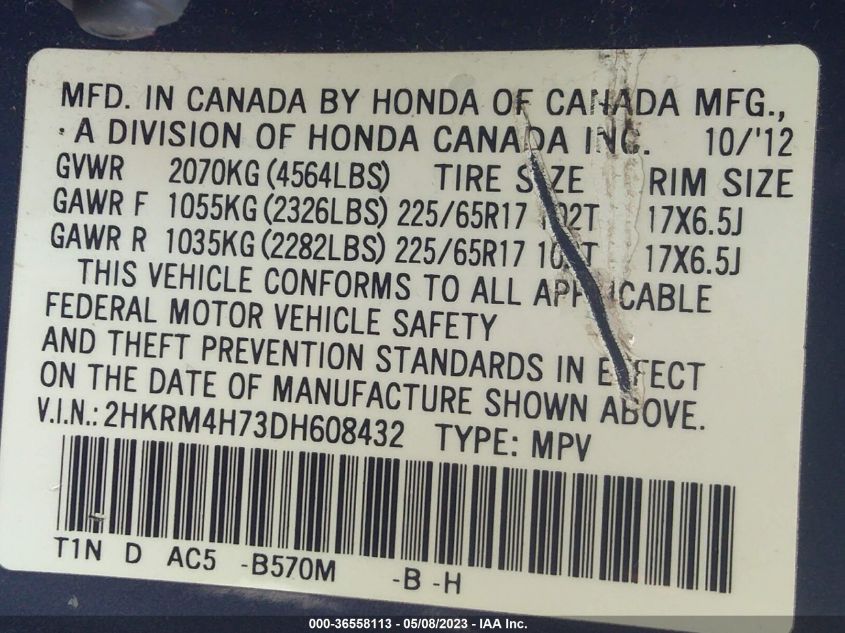 MFD. IN CANADA BY HONDA OF CANADA MFG.,
A DIVISION OF HONDA CANADA INC. 10/'12
GVWR 2070KG (4564LBS) TIRE SIZE RIM SIZE
GAWR F 1055KG (2326LBS) 225/65R17 102T 17X6.5J
GAWR R 1035KG (2282LBS) 225/65R17 102T 17X6.5J
THIS VEHICLE CONFORMS TO ALL APPLICABLE
FEDERAL MOTOR VEHICLE SAFETY
AND THEFT PREVENTION STANDARDS IN EFFECT
ON THE DATE OF MANUFACTURE SHOWN ABOVE.
V.I.N.: 2HKRM4H73DH608432 TYPE: MPV
T1N D AC5 -B570M -B -H
000-36558113 - 05/08/2023 - IAA Inc.